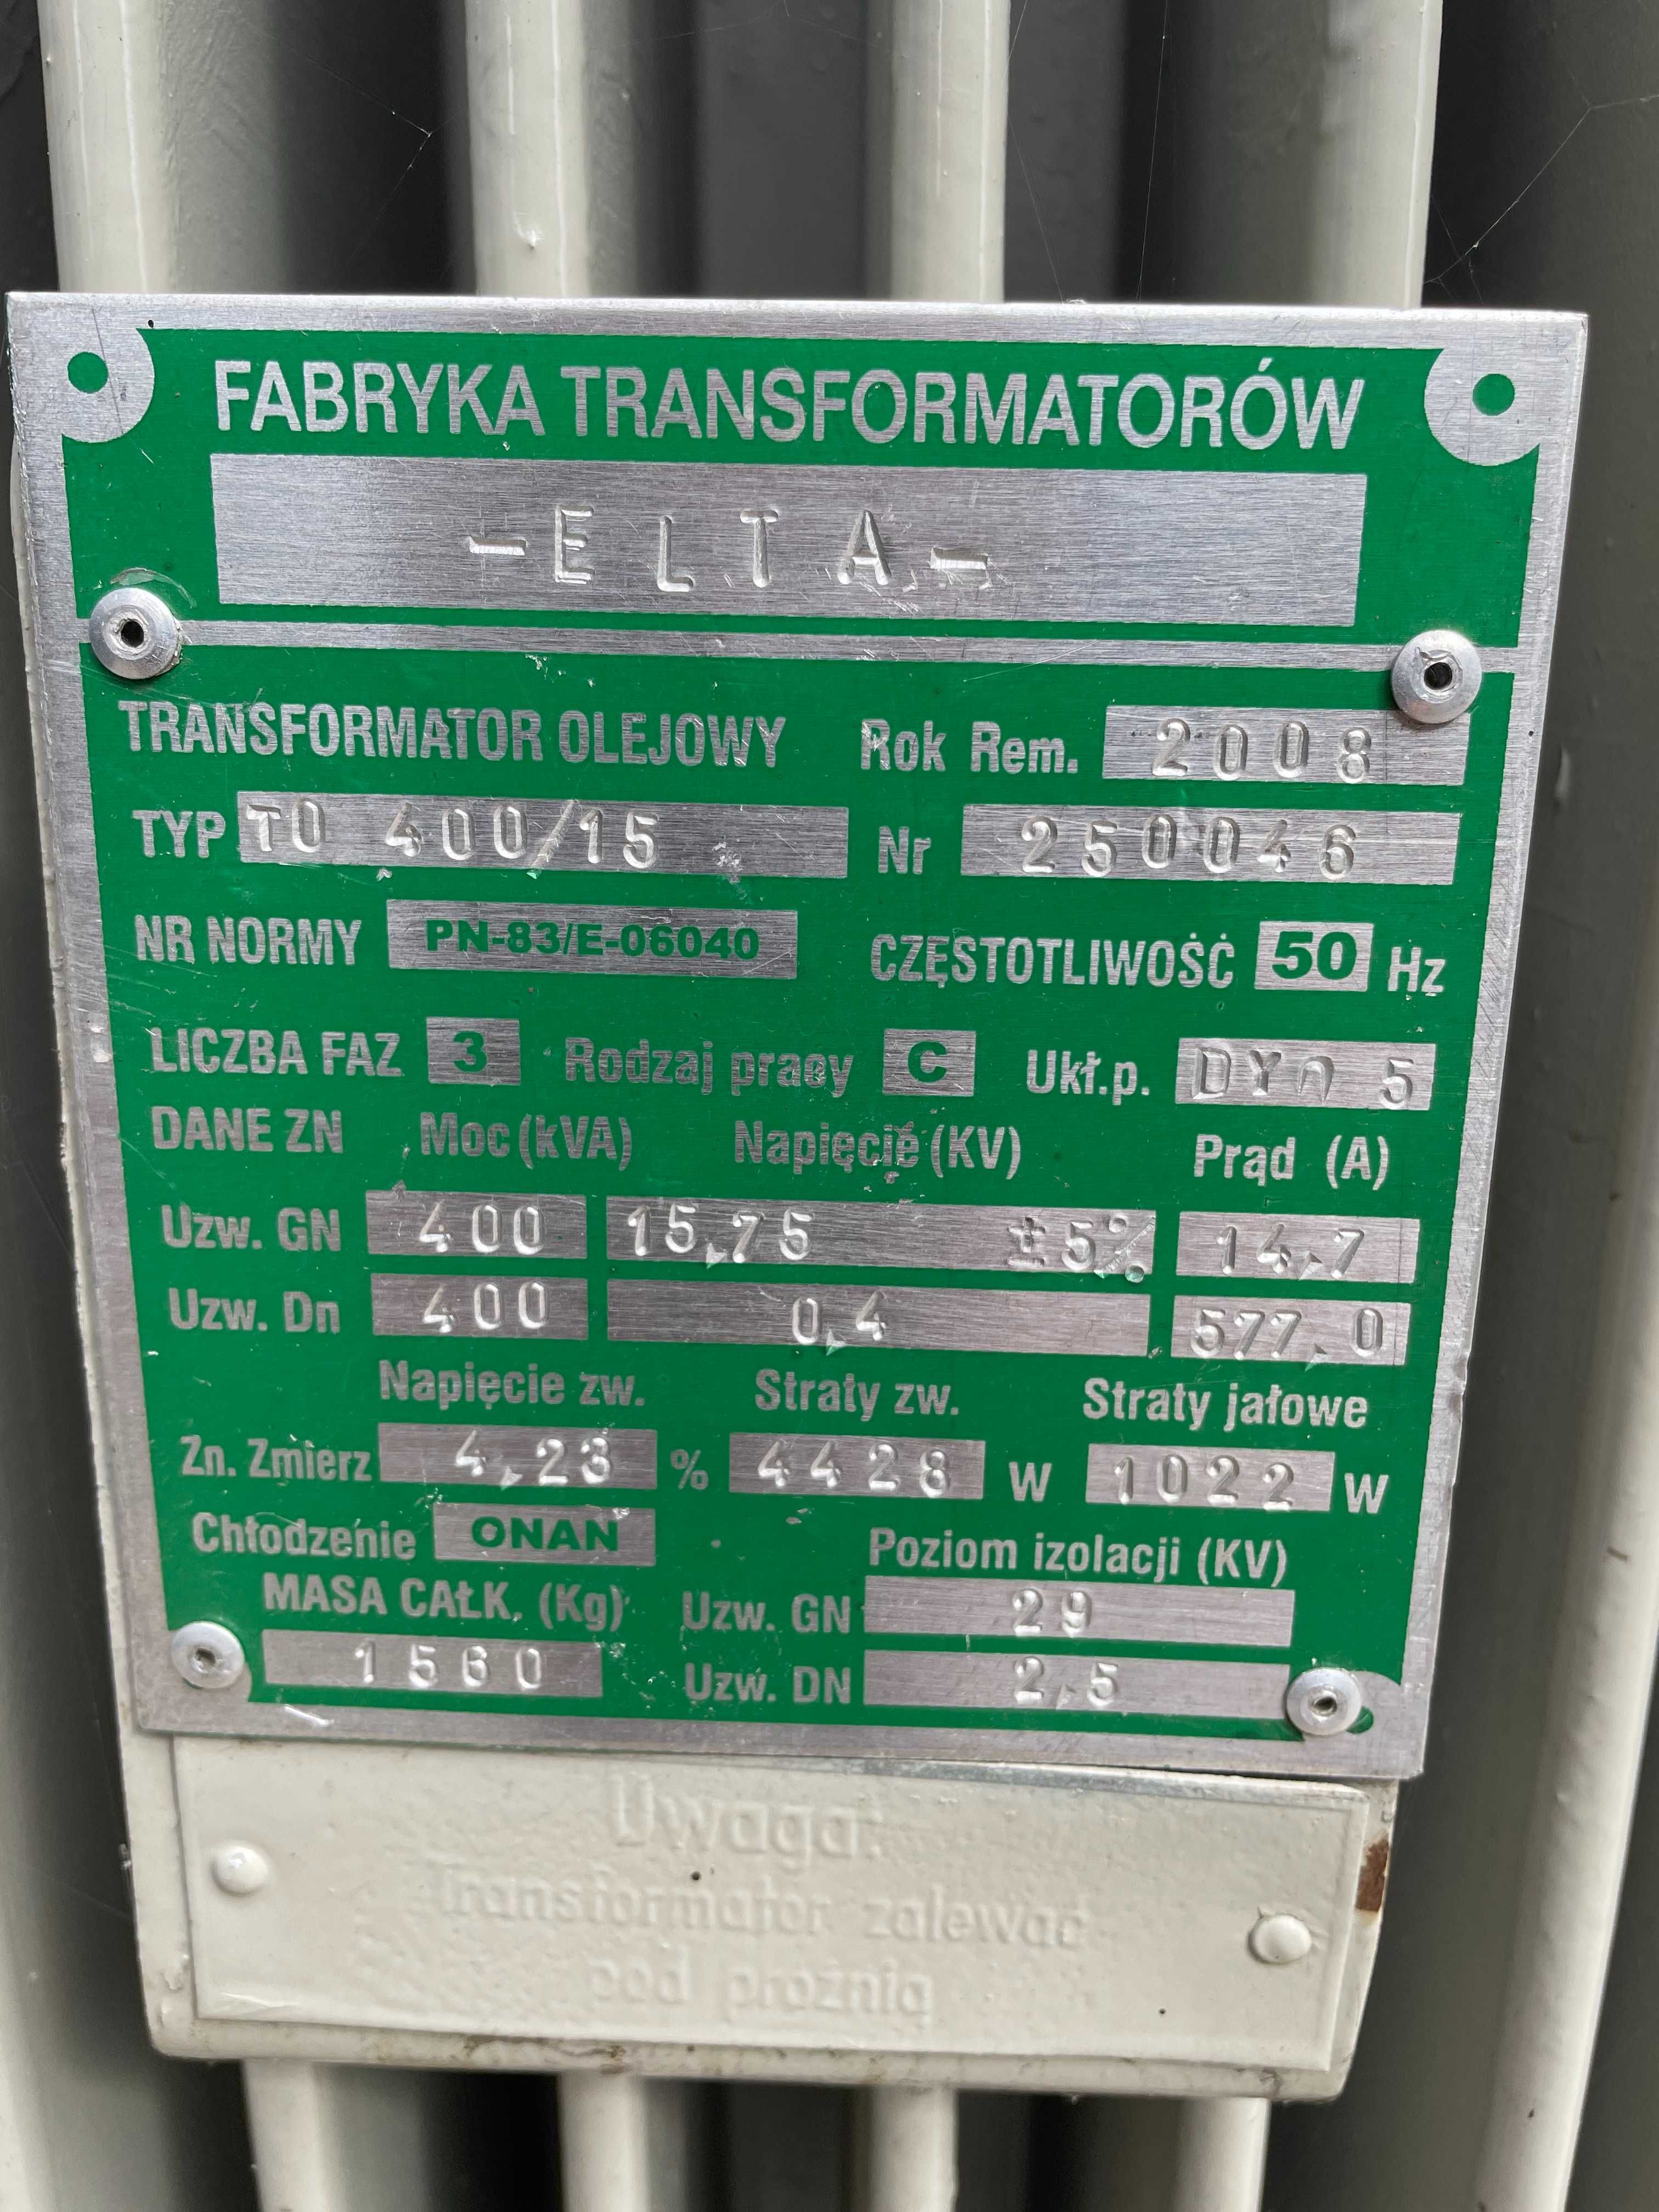 FABRYKA TRANSFORMATORÓW
-ELTA-
TRANSFORMATOR OLEJOWY Rok Rem. 2008
TYP TO 400/15 Nr 250046
NR NORMY PN-83/E-06040 CZĘSTOTLIWOŚĆ 50 Hz
LICZBA FAZ 3 Rodzaj pracy C Ukł.p. DYn 5
DANE ZN Moc (kVA) Napięcie (KV) Prąd (A)
Uzw. GN 400 15,75 ±5% 14,7
Uzw. Dn 400 0,4 577,0
Napięcie zw. Straty zw. Straty jałowe
Zn. Zmierz 4,23 % 4428 W 1022 W
Chłodzenie ONAN Poziom izolacji (KV)
MASA CAŁK. (Kg) Uzw. GN 29
1560 Uzw. DN 2,5
Uwaga:
Transformator zalewać
pod próżnią